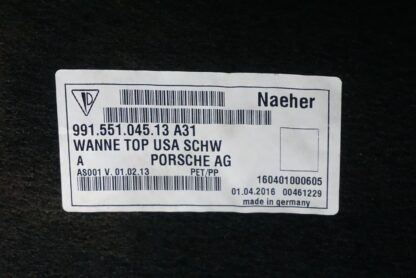 Naeher
991.551.045.13 A31
WANNE TOP USA SCHW
A PORSCHE AG
AS001 V. 01.02.13 PET/PP
160401000605
01.04.2016 00461229
made in germany